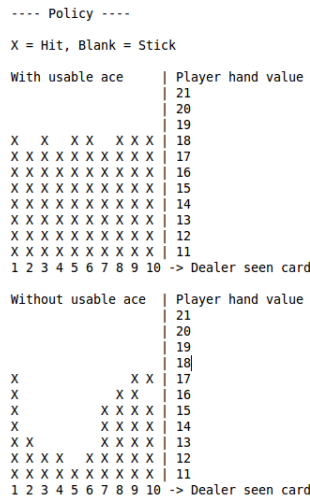 ---- Policy ----
X = Hit, Blank = Stick
With usable ace     | Player hand value
                    | 21
                    | 20
                    | 19
X   X   X X   X X X | 18
X X X X X X X X X X | 17
X X X X X X X X X X | 16
X X X X X X X X X X | 15
X X X X X X X X X X | 14
X X X X X X X X X X | 13
X X X X X X X X X X | 12
X X X X X X X X X X | 11
1 2 3 4 5 6 7 8 9 10 -> Dealer seen card
Without usable ace  | Player hand value
                    | 21
                    | 20
                    | 19
                    | 18
X               X X | 17
X             X X   | 16
X           X X X X | 15
X           X X X X | 14
X X         X X X X | 13
X X X X   X X X X X | 12
X X X X X X X X X X | 11
1 2 3 4 5 6 7 8 9 10 -> Dealer seen card